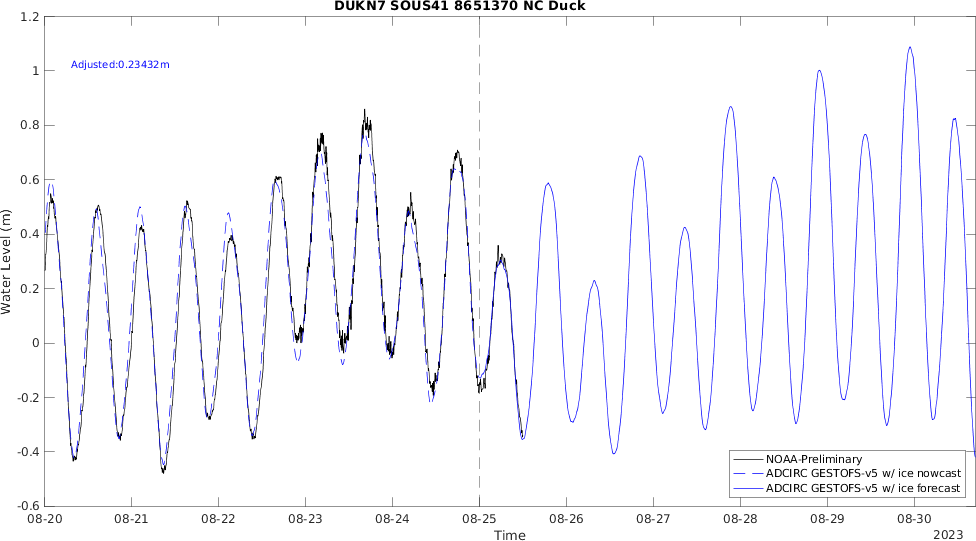 DUKN7 SOUS41 8651370 NC Duck
1.2
1
0.8
0.6
0.4
0.2
0
-0.2
-0.4
-0.6
Water Level (m)
Adjusted:0.23432m
NOAA-Preliminary
ADCIRC GESTOFS-v5 w/ ice nowcast
ADCIRC GESTOFS-v5 w/ ice forecast
08-20 08-21 08-22 08-23 08-24 08-25 08-26 08-27 08-28 08-29 08-30
Time
2023